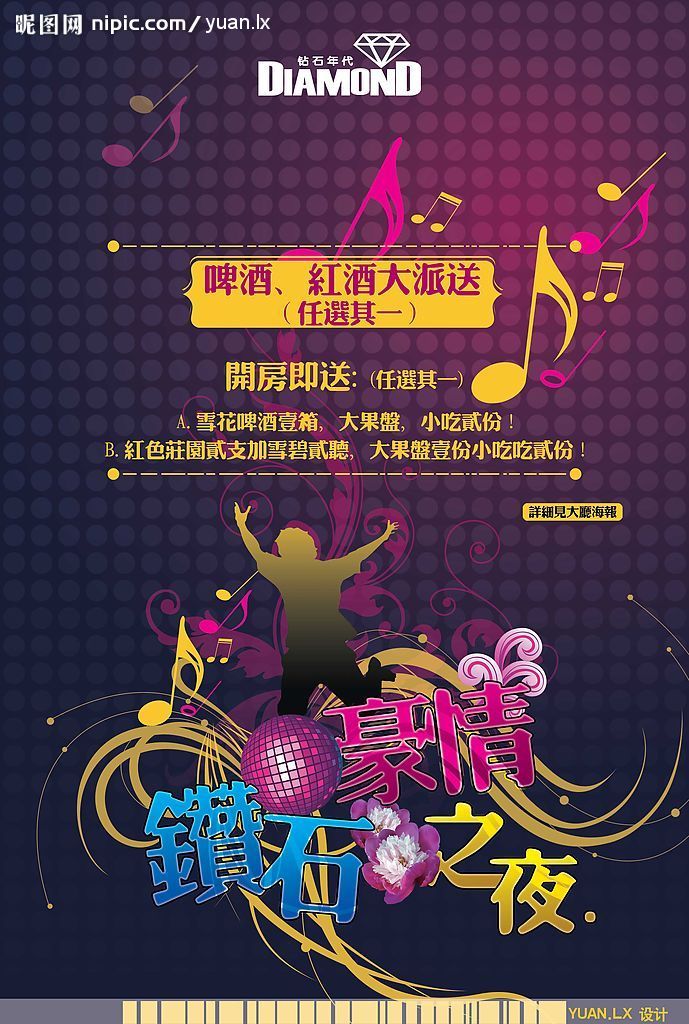 昵图网 nipic.com/yuan.lx
钻石年代
DIAMOND
啤酒、紅酒大派送
（任選其一）
開房即送:（任選其一）
A. 雪花啤酒壹箱，大果盤，小吃貳份！
B. 紅色莊園貳支加雪碧貳聽，大果盤壹份小吃吃貳份！
詳細見大廳海報
豪情
鑽石之夜.
YUAN.LX 设计